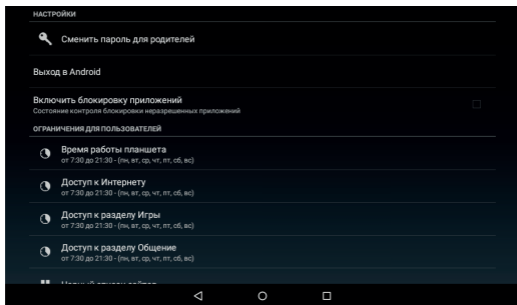 НАСТРОЙКИ
Сменить пароль для родителей
Выход в Android
Включить блокировку приложений
Состояние контроля блокировки неразрешенных приложений
ОГРАНИЧЕНИЯ ДЛЯ ПОЛЬЗОВАТЕЛЕЙ
Время работы планшета
от 7:30 до 21:30 - (пн, вт, ср, чт, пт, сб, вс)
Доступ к Интернету
от 7:30 до 21:30 - (пн, вт, ср, чт, пт, сб, вс)
Доступ к разделу Игры
от 7:30 до 21:30 - (пн, вт, ср, чт, пт, сб, вс)
Доступ к разделу Общение
от 7:30 до 21:30 - (пн, вт, ср, чт, пт, сб, вс)